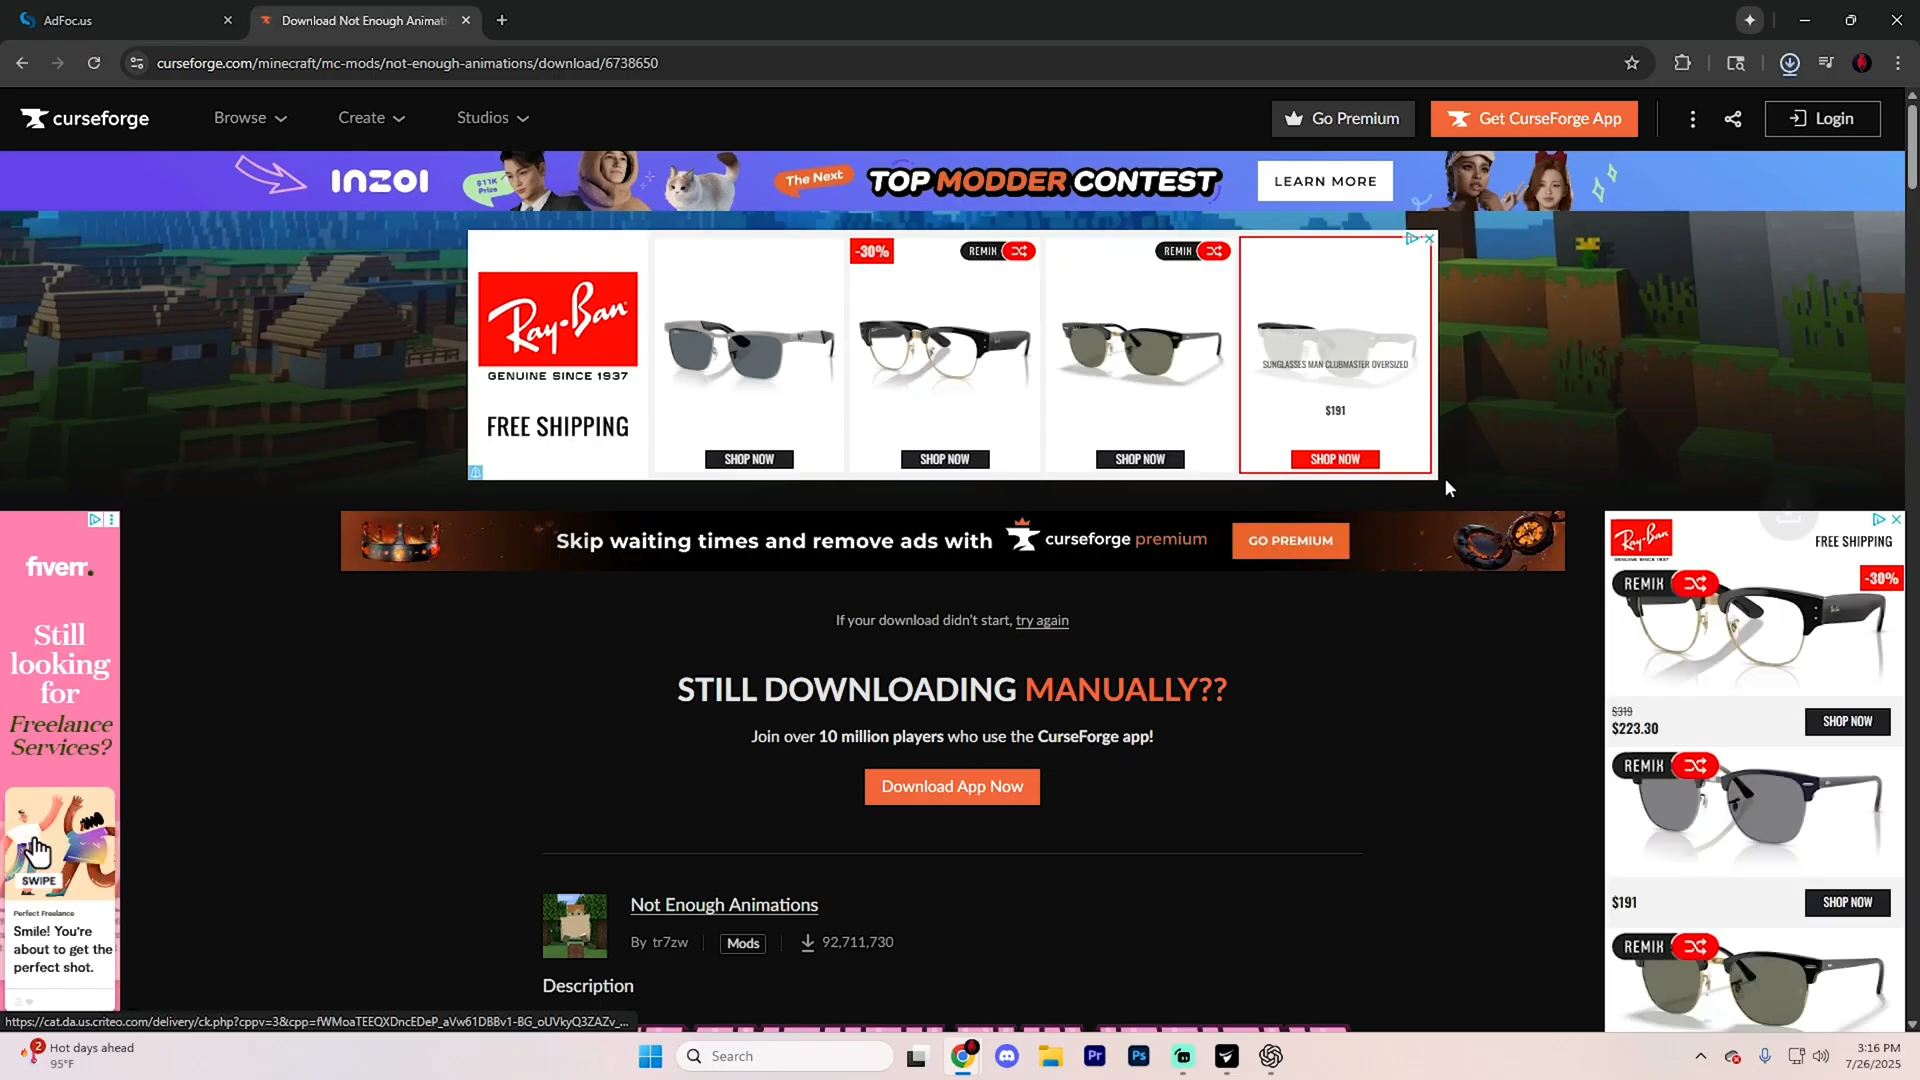 AdFoc.us
Download Not Enough Animati
curseforge.com/minecraft/mc-mods/not-enough-animations/download/6738650
curseforge
Browse
Create
Studios
Go Premium
Get CurseForge App
Login
inZOI
$11K Prize
The Next
TOP MODDER CONTEST
LEARN MORE
Ray-Ban
GENUINE SINCE 1937
FREE SHIPPING
SHOP NOW
-30%
REMIX
SHOP NOW
REMIX
SHOP NOW
SUNGLASSES MAN CLUBMASTER OVERSIZED
$191
SHOP NOW
Skip waiting times and remove ads with curseforge premium
GO PREMIUM
If your download didn't start, try again
STILL DOWNLOADING MANUALLY??
Join over 10 million players who use the CurseForge app!
Download App Now
Not Enough Animations
By tr7zw
Mods
92,711,730
Description
fiverr.
Still
looking
for
Freelance
Services?
SWIPE
Perfect Freelance
Smile! You're
about to get the
perfect shot.
Ray-Ban
GENUINE SINCE 1937
FREE SHIPPING
REMIX
-30%
$319
$223.30
SHOP NOW
REMIX
$191
SHOP NOW
REMIX
https://cat.da.us.criteo.com/delivery/ck.php?cppv=3&cpp=fWMoaTEEQXDncEDeP_aVw61DBBv1-BG_oUVkyQ3ZAZv_...
2
Hot days ahead
95°F
Search
Pr
Ps
3:16 PM
7/26/2025